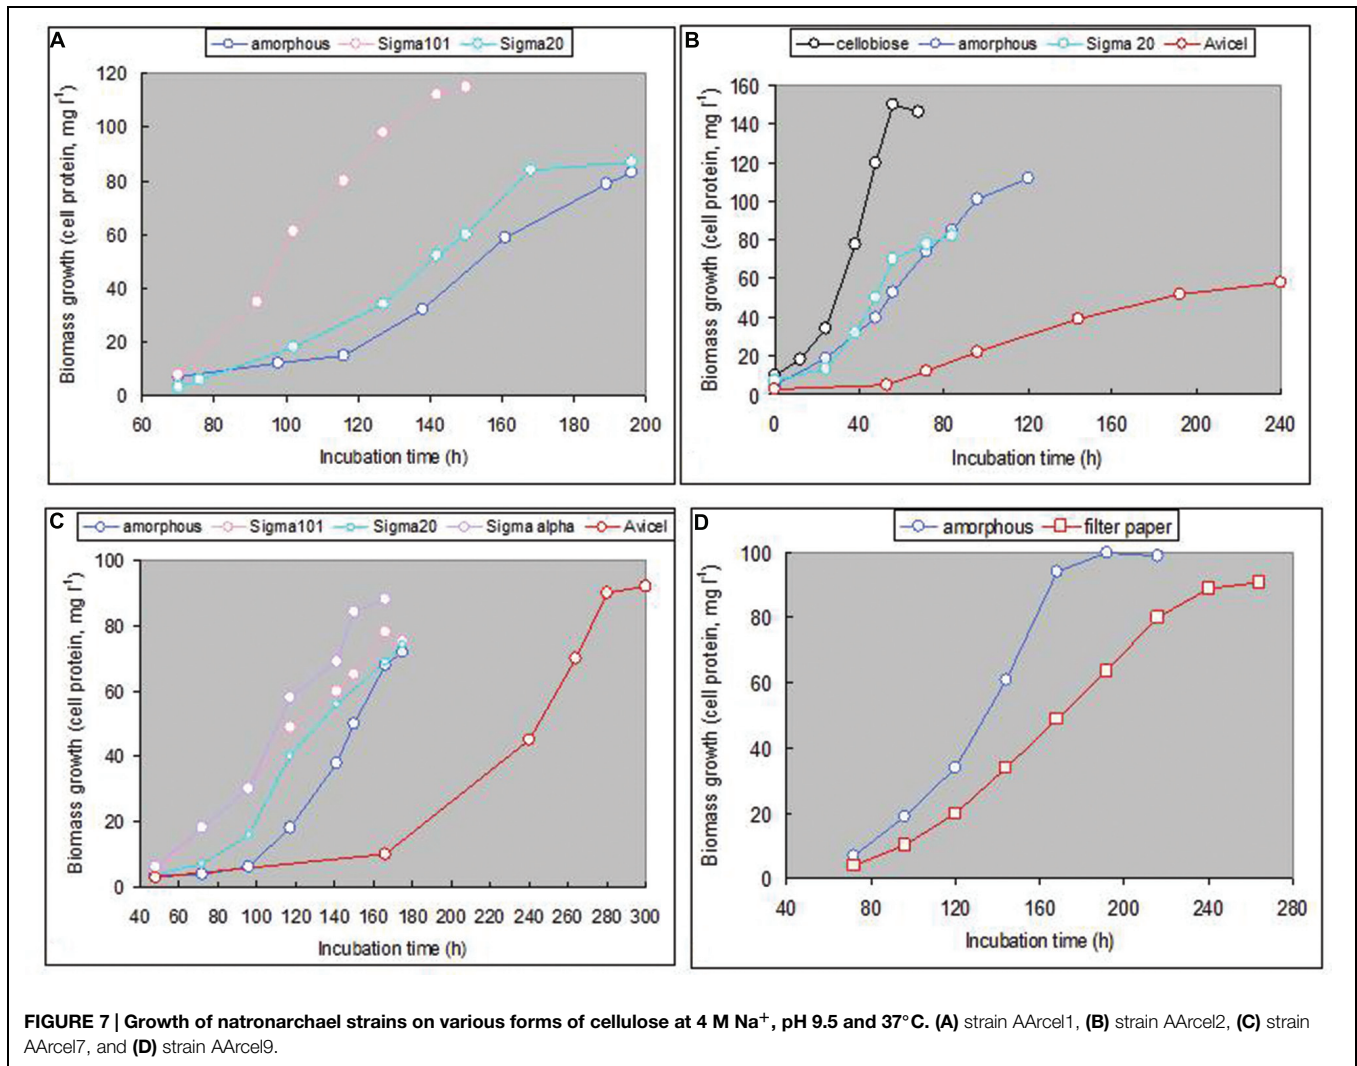 A
amorphous Sigma101 Sigma20
120
100
80
60
40
20
0
60 80 100 120 140 160 180 200
Incubation time (h)
Biomass growth (cell protein, mg l-1)
B
cellobiose amorphous Sigma 20 Avicel
160
140
120
100
80
60
40
20
0
0 40 80 120 160 200 240
Incubation time (h)
Biomass growth (cell protein, mg l-1)
C
amorphous Sigma101 Sigma20 Sigma alpha Avicel
100
80
60
40
20
0
40 60 80 100 120 140 160 180 200 220 240 260 280 300
Incubation time (h)
Biomass growth (cell protein, mg l-1)
D
amorphous filter paper
100
80
60
40
20
0
40 80 120 160 200 240 280
Incubation time (h)
Biomass growth (cell protein, mg l-1)
FIGURE 7 | Growth of natronarchael strains on various forms of cellulose at 4 M Na+, pH 9.5 and 37°C. (A) strain AArcel1, (B) strain AArcel2, (C) strain
AArcel7, and (D) strain AArcel9.